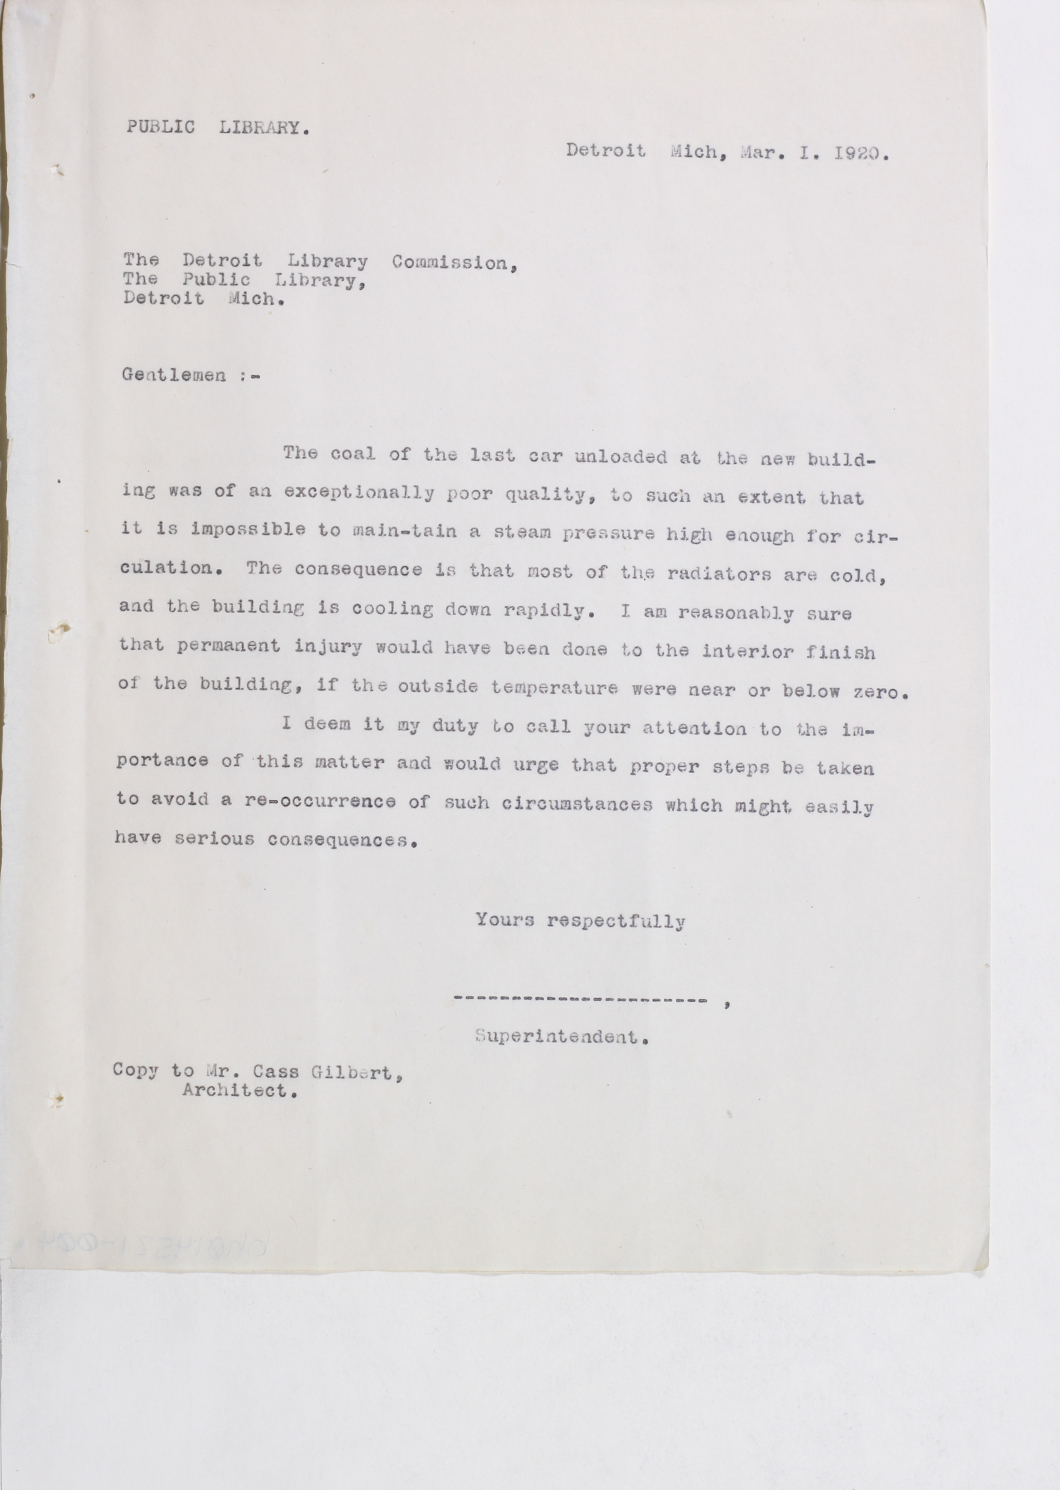 PUBLIC LIBRARY.
Detroit Mich, Mar. I. I920.
The Detroit Library Commission,
The Public Library,
Detroit Mich.
Gentlemen :-
The coal of the last car unloaded at the new build-
ing was of an exceptionally poor quality, to such an extent that
it is impossible to main-tain a steam pressure high enough for cir-
culation. The consequence is that most of the radiators are cold,
and the building is cooling down rapidly. I am reasonably sure
that permanent injury would have been done to the interior finish
of the building, if the outside temperature were near or below zero.
I deem it my duty to call your attention to the im-
portance of this matter and would urge that proper steps be taken
to avoid a re-occurrence of such circumstances which might easily
have serious consequences.
Yours respectfully
---------------------- ,
Superintendent.
Copy to Mr. Cass Gilbert,
Architect.